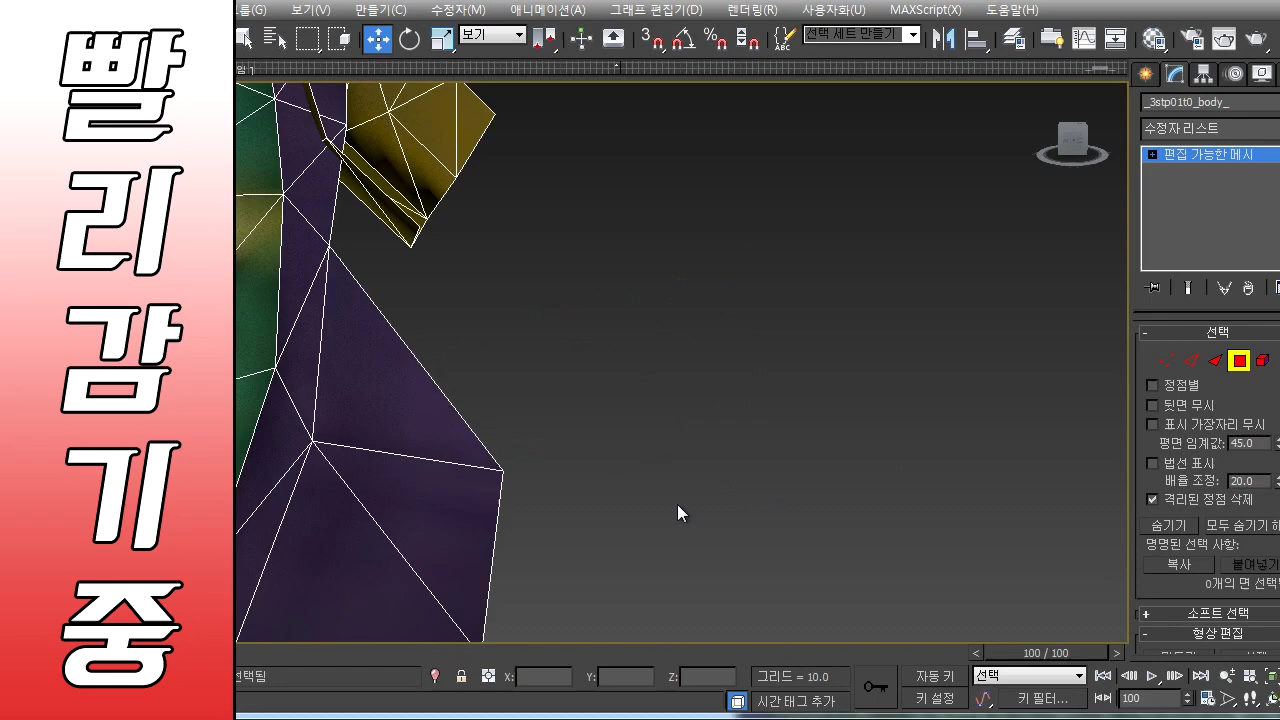 빨
리
감
기
중
그룹(G) 보기(V) 만들기(C) 수정자(M) 애니메이션(A) 그래프 편집기(D) 렌더링(R) 사용자화(U) MAXScript(X) 도움말(H)
보기 3 % 선택 세트 만들기
_3stp01t0_body_
수정자 리스트
편집 가능한 메시
선택
정점별
뒷면 무시
표시 가장자리 무시
평면 임계값: 45.0
법선 표시
배율 조정: 20.0
격리된 정점 삭제
숨기기 모두 숨기기 해
명명된 선택 사항:
복사 붙여넣기
0개의 면 선택됨
소프트 선택
형상 편집
100 / 100
선택됨 X: Y: Z: 그리드 = 10.0 자동 키 선택
시간 태그 추가 키 설정 키 필터... 100